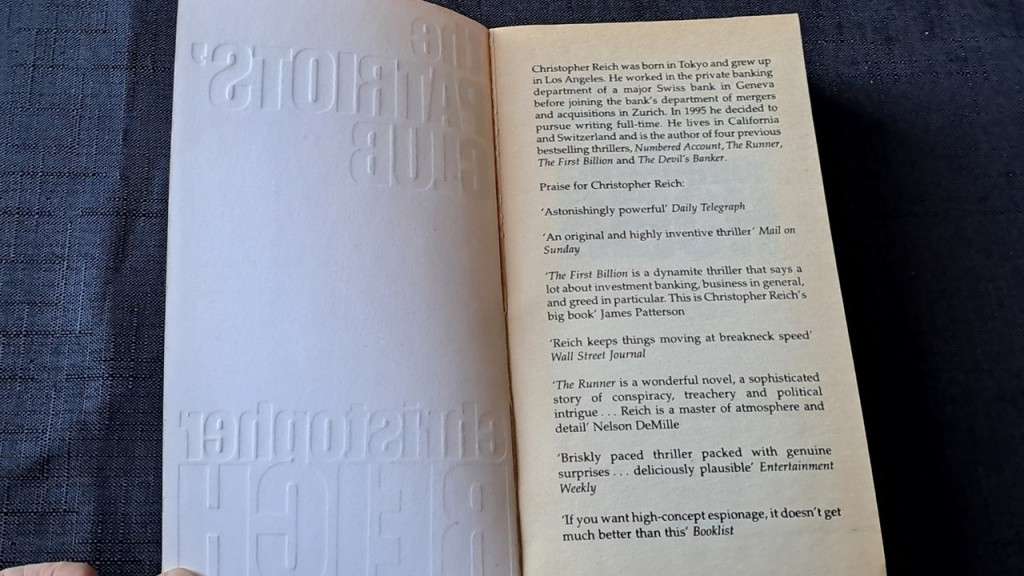 the
PATRIOTS'
CLUB
christopher
REICH
Christopher Reich was born in Tokyo and grew up
in Los Angeles. He worked in the private banking
department of a major Swiss bank in Geneva
before joining the bank's department of mergers
and acquisitions in Zurich. In 1995 he decided to
pursue writing full-time. He lives in California
and Switzerland and is the author of four previous
bestselling thrillers, Numbered Account, The Runner,
The First Billion and The Devil's Banker.
Praise for Christopher Reich:
'Astonishingly powerful' Daily Telegraph
'An original and highly inventive thriller' Mail on
Sunday
'The First Billion is a dynamite thriller that says a
lot about investment banking, business in general,
and greed in particular. This is Christopher Reich's
big book' James Patterson
'Reich keeps things moving at breakneck speed'
Wall Street Journal
'The Runner is a wonderful novel, a sophisticated
story of conspiracy, treachery and political
intrigue . . . Reich is a master of atmosphere and
detail' Nelson DeMille
'Briskly paced thriller packed with genuine
surprises . . . deliciously plausible' Entertainment
Weekly
'If you want high-concept espionage, it doesn't get
much better than this' Booklist